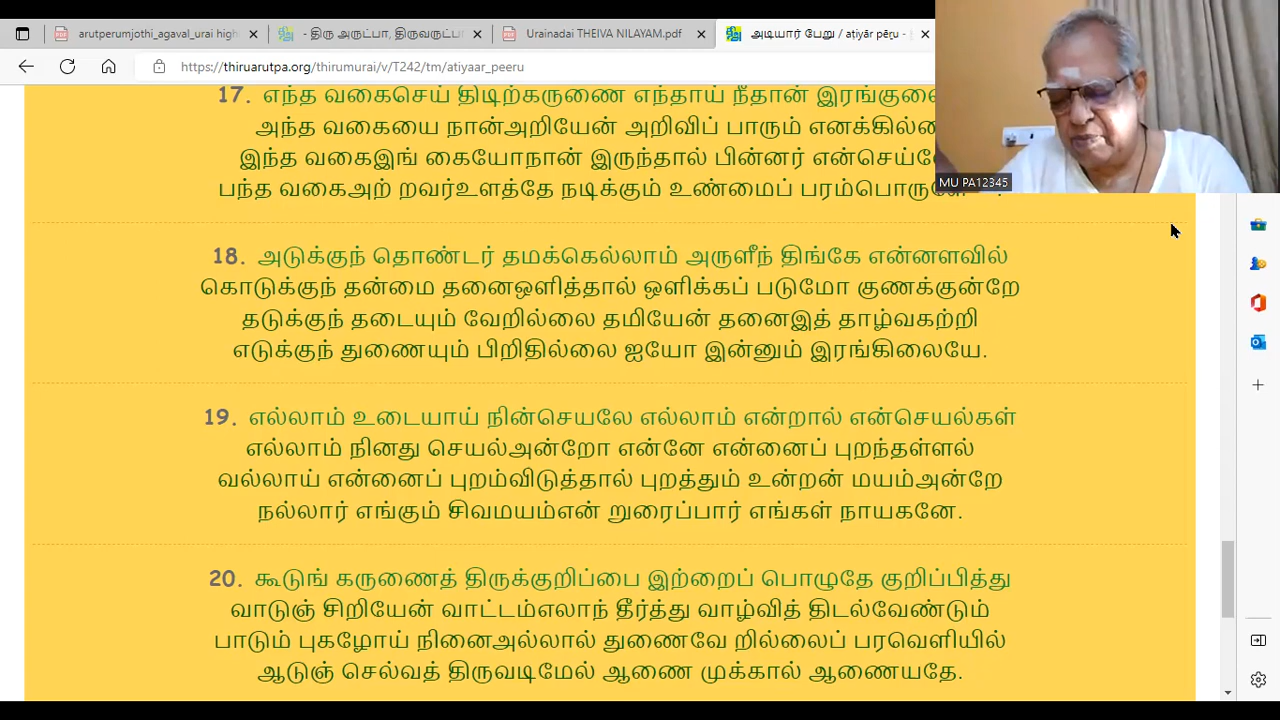 arutperumjothi_agaval_urai high
- திரு அருட்பா, திருவருட்பா
Urainadai THEIVA NILAYAM.pdf
அடியார் பேறு / aṭiyār pēṟu -
https://thiruarutpa.org/thirumurai/v/T242/tm/atiyaar_peeru
17. எந்த வகைசெய் திடிற்கருணை எந்தாய் நீதான்
அந்த வகையை நான்அறியேன் அறிவிப் பாரும்
இந்த வகைஇங் கையோநான் இருந்தால் பின்னர்
பந்த வகைஅற் றவர்உளத்தே நடிக்கும் உண்மைப்
MU PA12345
18. அடுக்குந் தொண்டர் தமக்கெல்லாம் அருளீந் திங்கே என்னளவில்
கொடுக்குந் தன்மை தனைஒளித்தால் ஒளிக்கப் படுமோ குணக்குன்றே
தடுக்குந் தடையும் வேறில்லை தமியேன் தனைஇத் தாழ்வகற்றி
எடுக்குந் துணையும் பிறிதில்லை ஐயோ இன்னும் இரங்கிலையே.
19. எல்லாம் உடையாய் நின்செயலே எல்லாம் என்றால் என்செயல்கள்
எல்லாம் நினது செயல்அன்றோ என்னே என்னைப் புறந்தள்ளல்
வல்லாய் என்னைப் புறம்விடுத்தால் புறத்தும் உன்றன் மயம்அன்றே
நல்லார் எங்கும் சிவமயம்என் றுரைப்பார் எங்கள் நாயகனே.
20. கூடுங் கருணைத் திருக்குறிப்பை இற்றைப் பொழுதே குறிப்பித்து
வாடுஞ் சிறியேன் வாட்டம்எலாந் தீர்த்து வாழ்வித் திடல்வேண்டும்
பாடும் புகழோய் நினைஅல்லால் துணைவே றில்லைப் பரவெளியில்
ஆடுஞ் செல்வத் திருவடிமேல் ஆணை முக்கால் ஆணையதே.